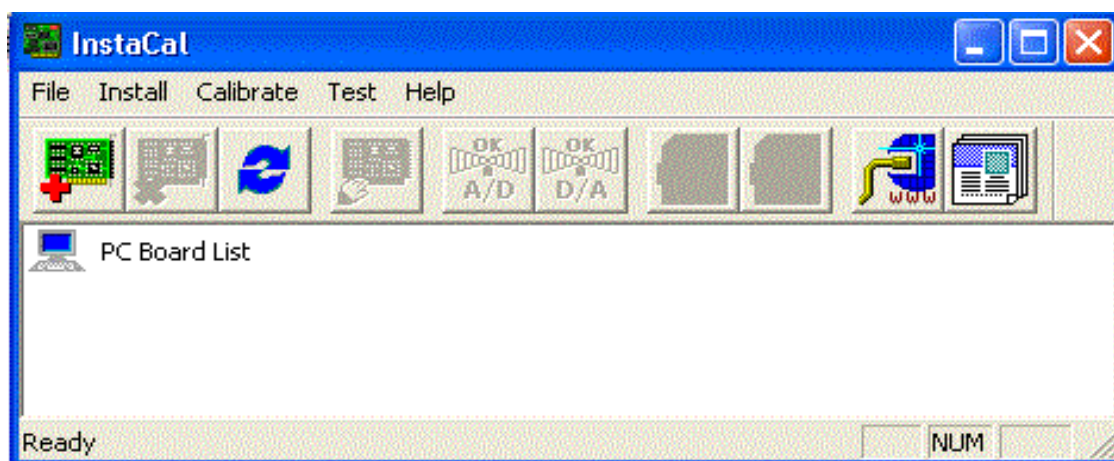 InstaCal
File Install Calibrate Test Help
OK OK
A/D D/A
www
PC Board List
Ready NUM